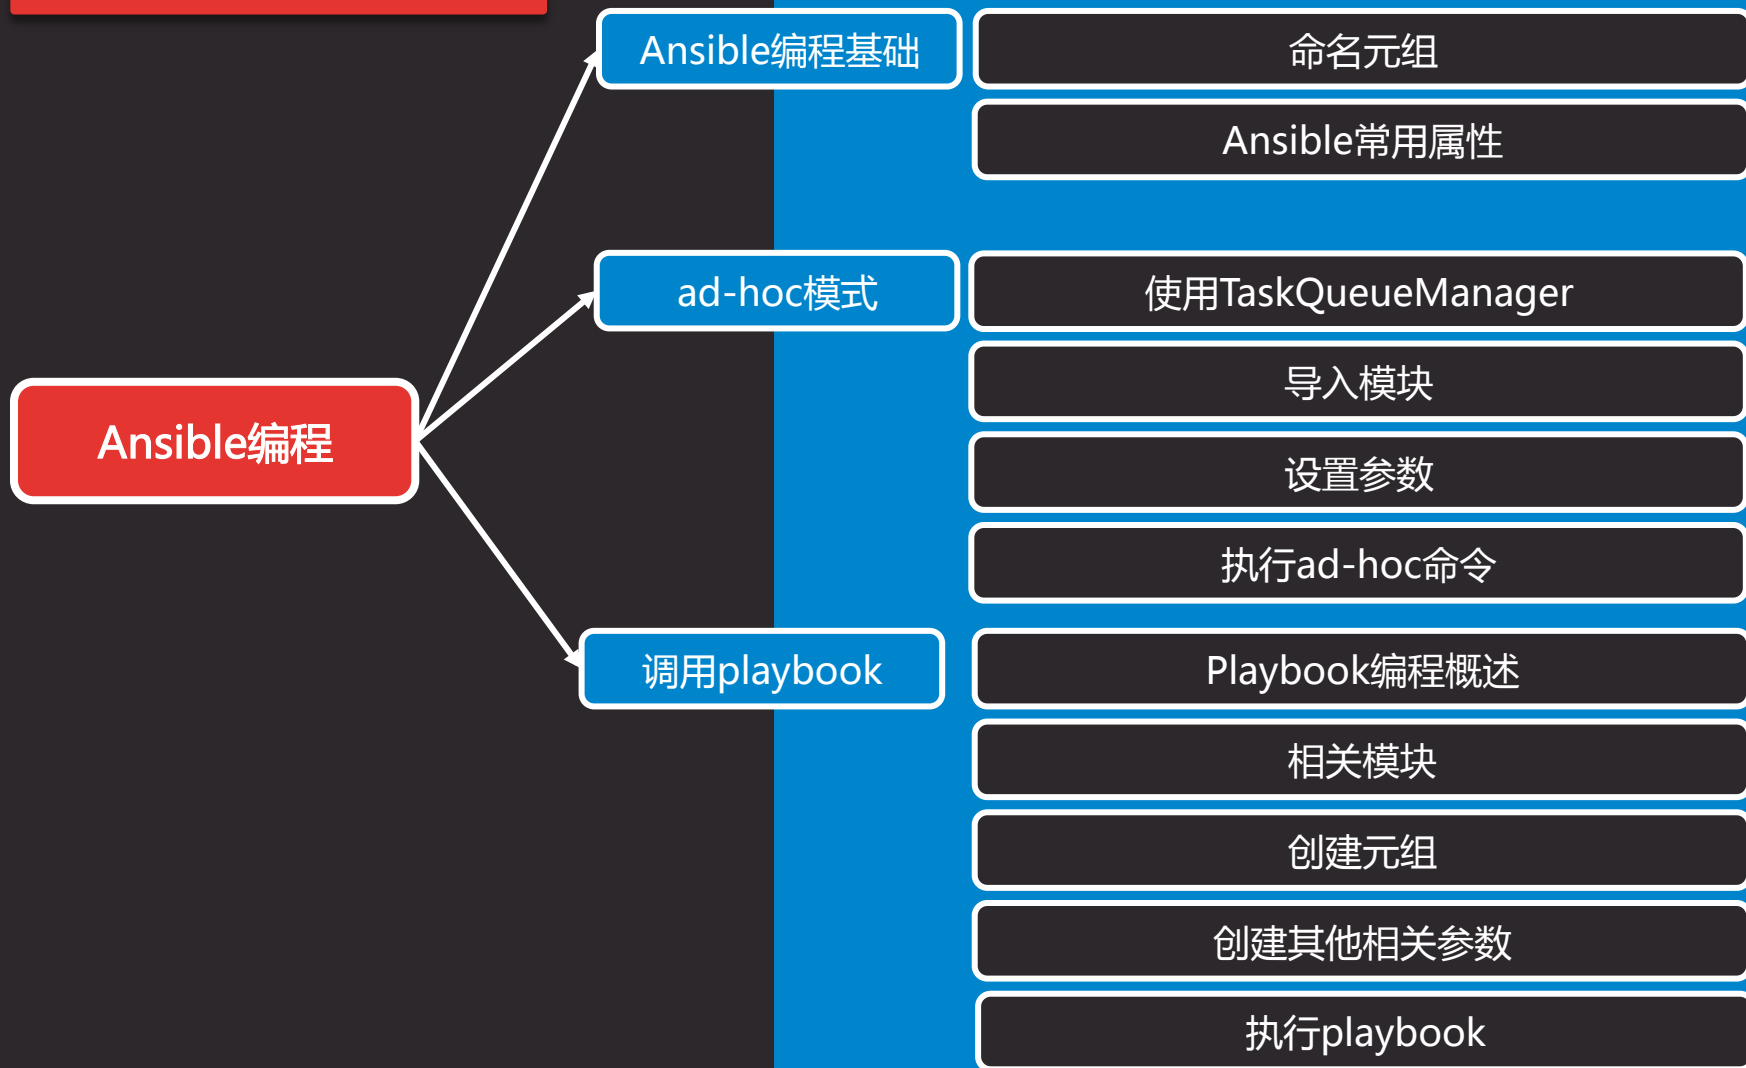 Ansible编程
Ansible编程基础
命名元组
Ansible常用属性
ad-hoc模式
使用TaskQueueManager
导入模块
设置参数
执行ad-hoc命令
调用playbook
Playbook编程概述
相关模块
创建元组
创建其他相关参数
执行playbook